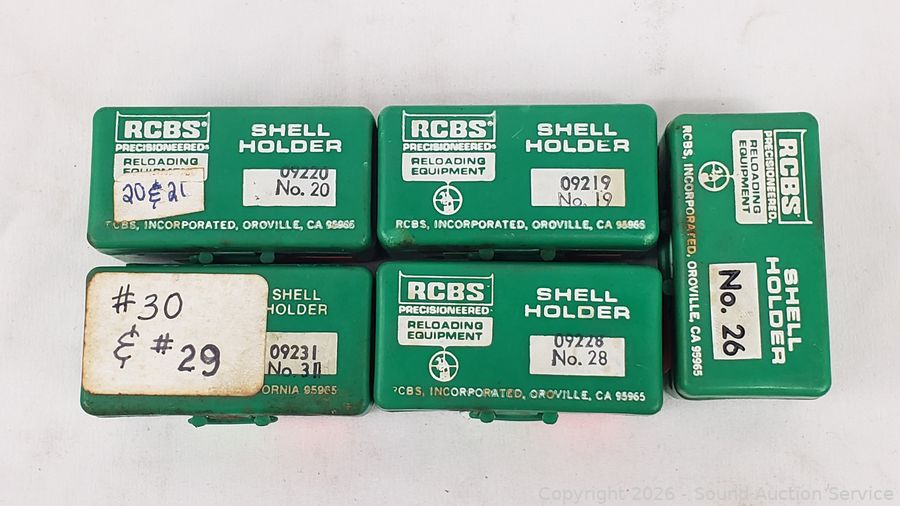 RCBS®
PRECISIONEERED®
RELOADING
EQUIPMENT
20 & 21
SHELL
HOLDER
09220
No. 20
RCBS, INCORPORATED, OROVILLE, CA 95965
RCBS®
PRECISIONEERED®
RELOADING
EQUIPMENT
SHELL
HOLDER
09219
No. 19
RCBS, INCORPORATED, OROVILLE, CA 95965
RCBS
PRECISIONEERED.
RELOADING
EQUIPMENT
SHELL
HOLDER
No. 26
RCBS, INCORPORATED, OROVILLE, CA 95965
#30
& #29
SHELL
HOLDER
09231
No. 31
ORNIA 95965
RCBS
PRECISIONEERED
RELOADING
EQUIPMENT
SHELL
HOLDER
09228
No. 28
RCBS, INCORPORATED, OROVILLE, CA 95965
Copyright 2026 - Sound Auction Service